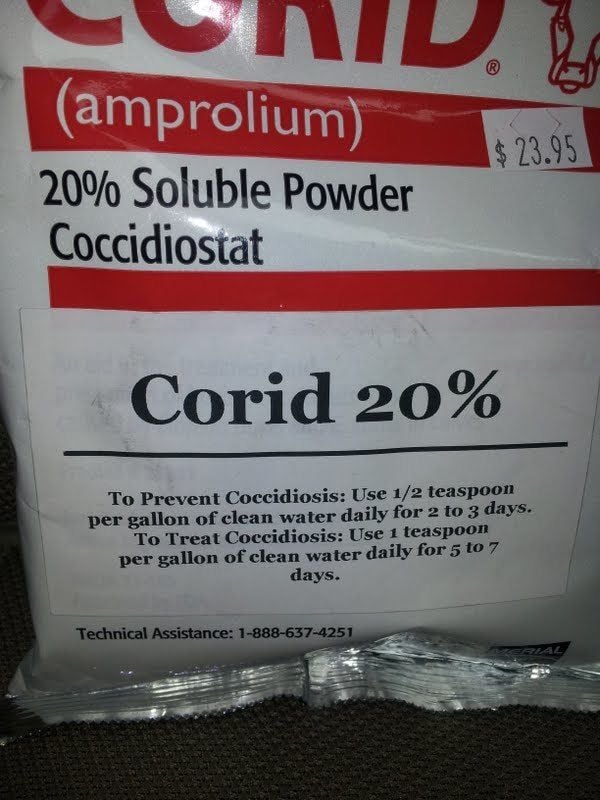 CORID®
(amprolium)
$ 23.95
20% Soluble Powder
Coccidiostat
Corid 20%
To Prevent Coccidiosis: Use 1/2 teaspoon
per gallon of clean water daily for 2 to 3 days.
To Treat Coccidiosis: Use 1 teaspoon
per gallon of clean water daily for 5 to 7
days.
Technical Assistance: 1-888-637-4251
MERIAL